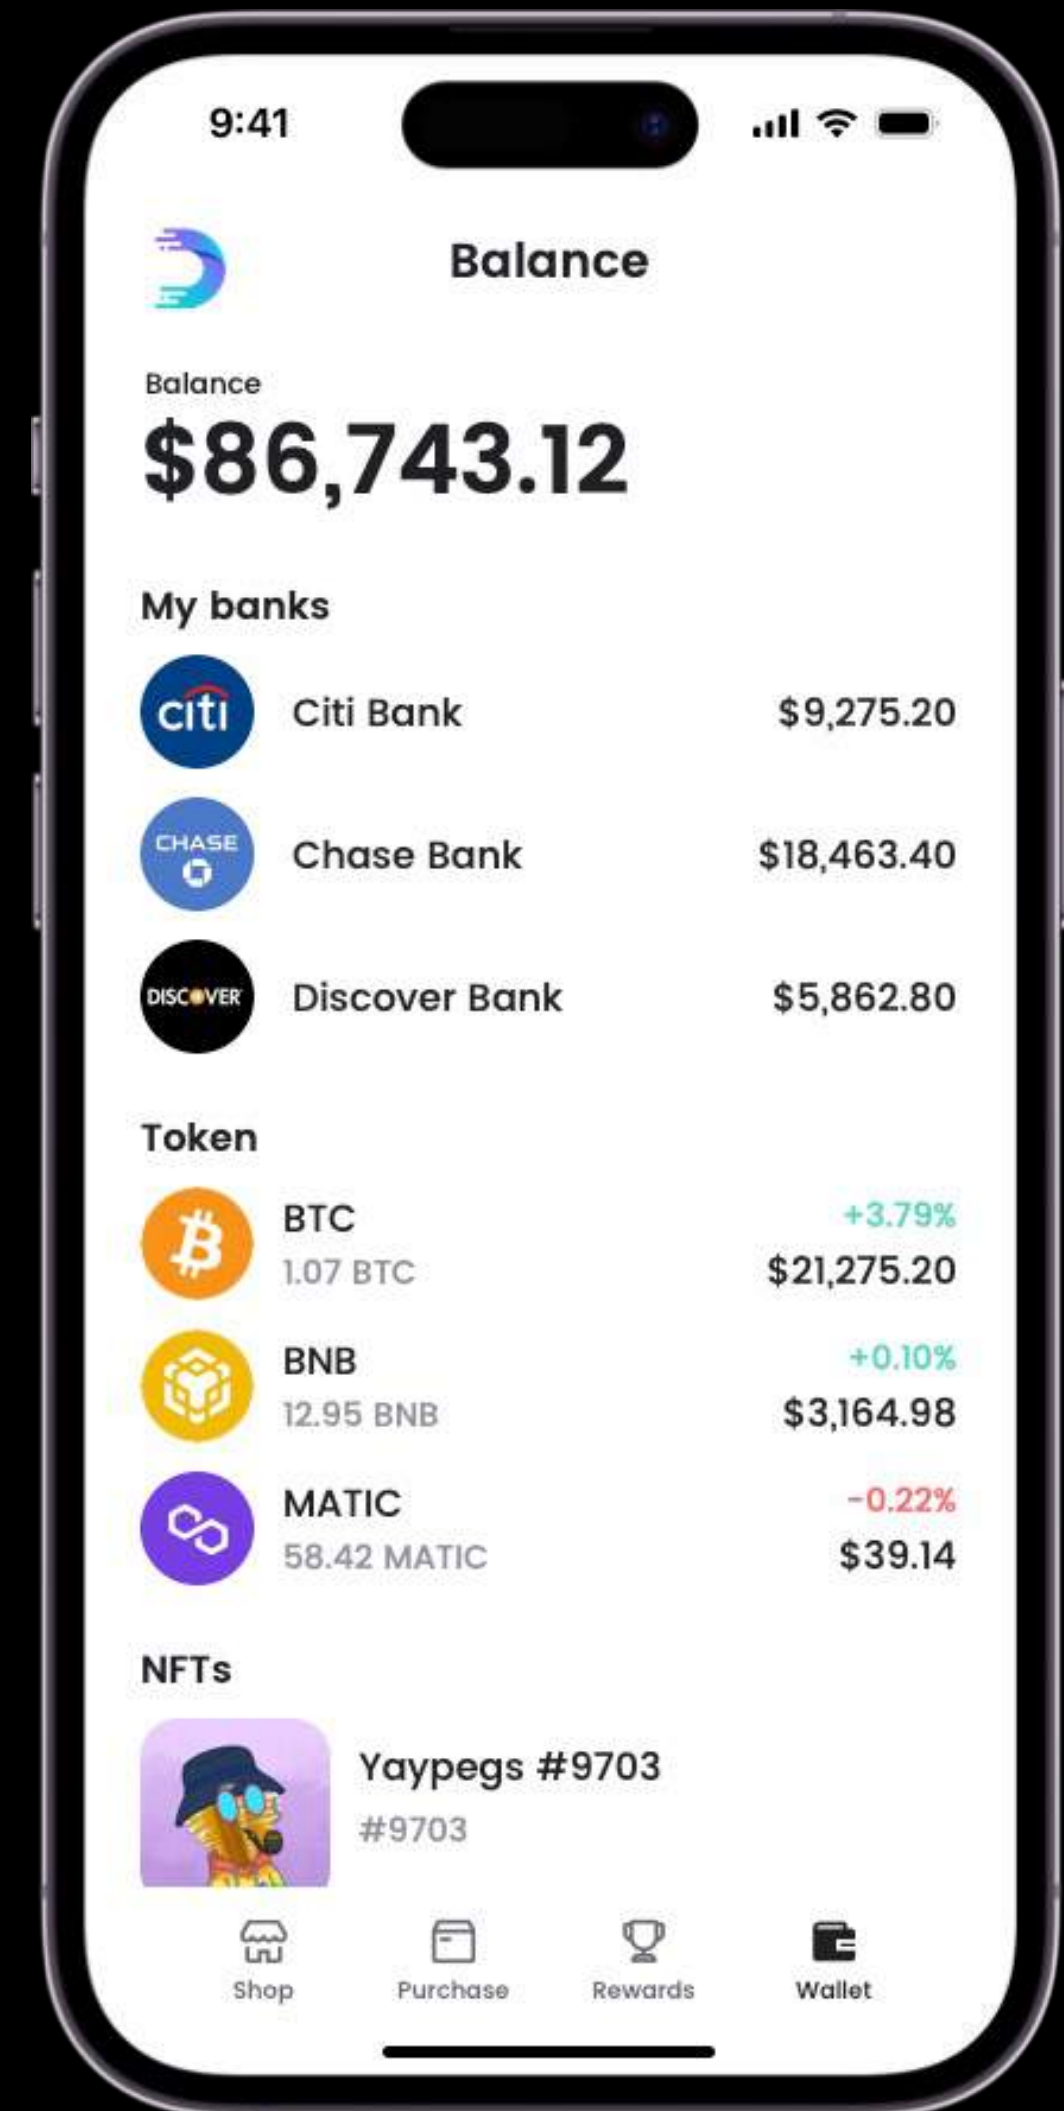 9:41
Balance
Balance
$86,743.12
My banks
citi
Citi Bank
$9,275.20
CHASE
Chase Bank
$18,463.40
DISCOVER
Discover Bank
$5,862.80
Token
BTC
+3.79%
1.07 BTC
$21,275.20
BNB
+0.10%
12.95 BNB
$3,164.98
MATIC
-0.22%
58.42 MATIC
$39.14
NFTs
Yaypegs #9703
#9703
Shop
Purchase
Rewards
Wallet